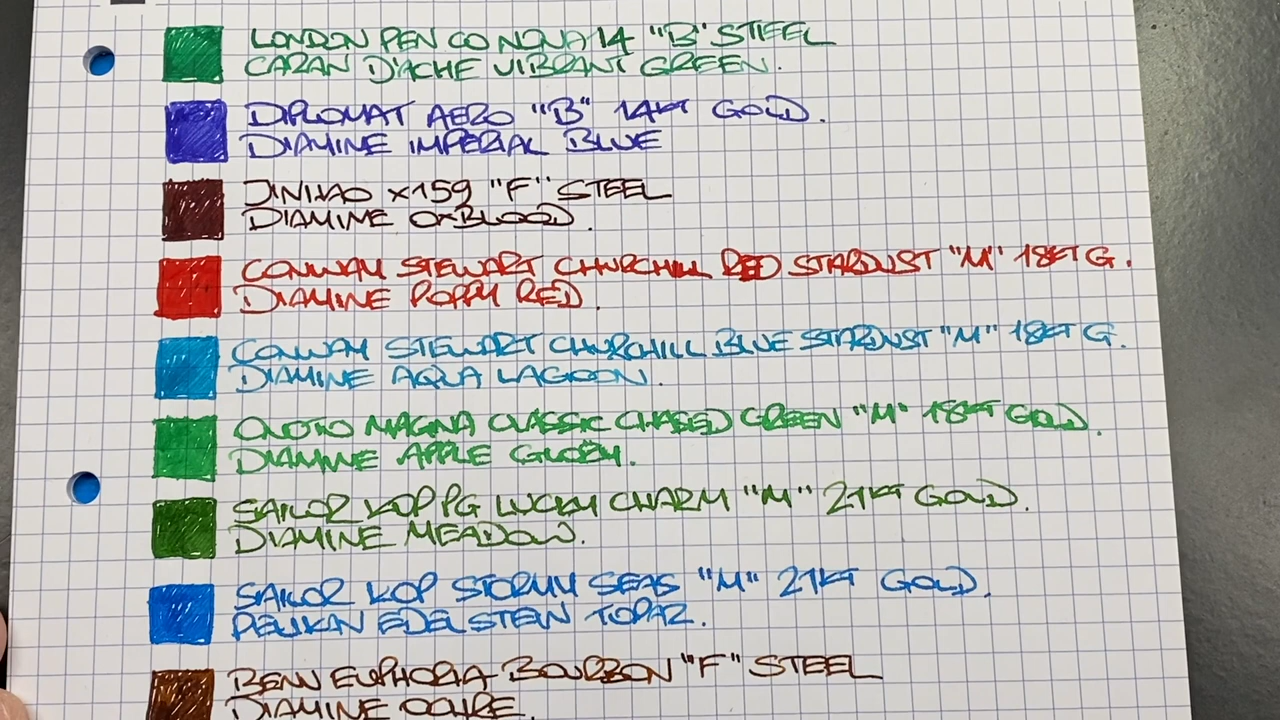 LONDON PEN CO NOVA 14 "B" STEEL
CARAN D'ACHE VIBRANT GREEN.
DIPLOMAT AERO "B" 14KT GOLD.
DIAMINE IMPERIAL BLUE
JINHAO X159 "F" STEEL
DIAMINE OXBLOOD.
CONWAY STEWART CHURCHILL RED STARDUST "M" 18KT G.
DIAMINE POPPY RED.
CONWAY STEWART CHURCHILL BLUE STARDUST "M" 18KT G.
DIAMINE AQUA LAGOON.
ONOTO MAGNA CLASSIC CHASED GREEN "M" 18KT GOLD.
DIAMINE APPLE GLORY.
SAILOR KOP PG LUCKY CHARM "M" 21KT GOLD.
DIAMINE MEADOW.
SAILOR KOP STORMY SEAS "M" 21KT GOLD.
PELIKAN EDELSTEIN TOPAZ.
BENU EUPHORIA BOURBON "F" STEEL
DIAMINE OCHRE.